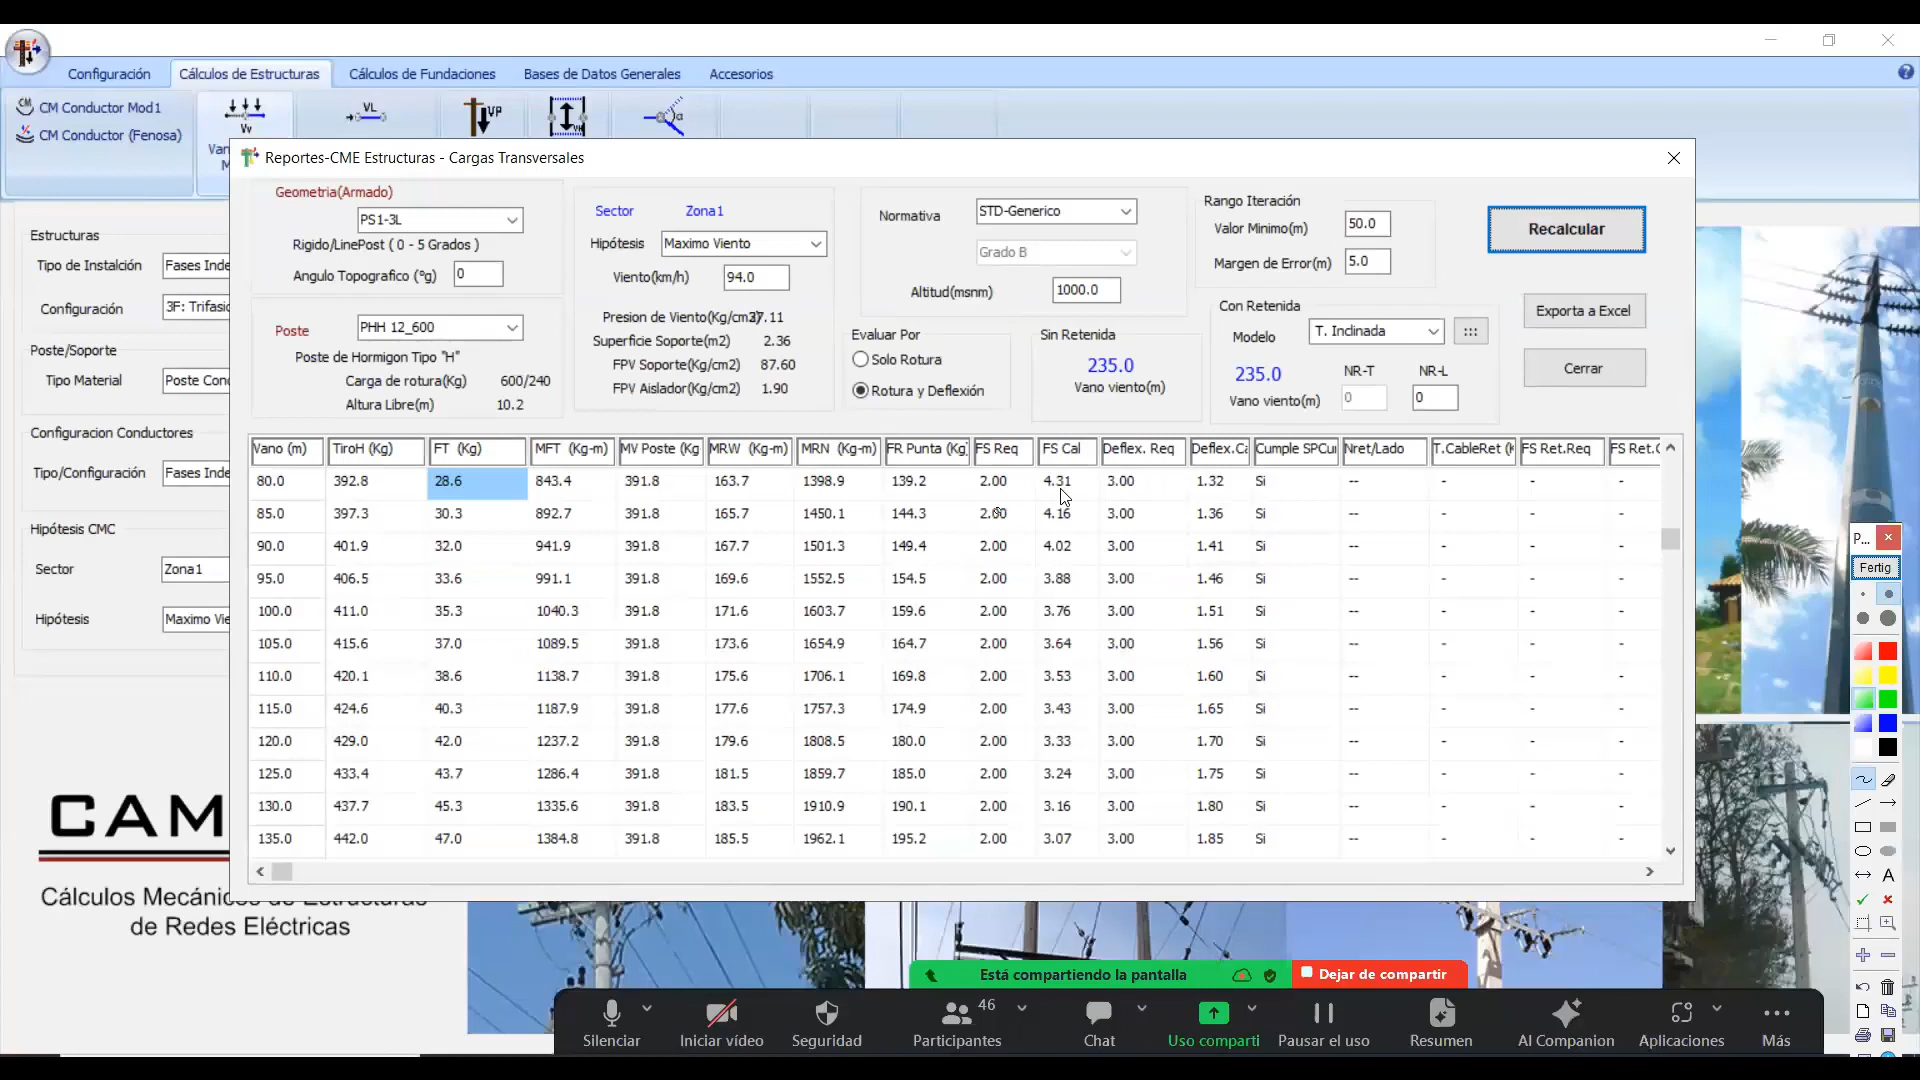 Configuración
Cálculos de Estructuras
Cálculos de Fundaciones
Bases de Datos Generales
Accesorios
CM Conductor Mod1
CM Conductor (Fenosa)
Vv
VL
VP
Reportes-CME Estructuras - Cargas Transversales
Geometria(Armado)
PS1-3L
Rigido/LinePost ( 0 - 5 Grados )
Angulo Topografico (°g) 0
Poste PHH 12_600
Poste de Hormigon Tipo "H"
Carga de rotura(Kg) 600/240
Altura Libre(m) 10.2
Sector Zona1
Hipótesis Maximo Viento
Viento(km/h) 94.0
Presion de Viento(Kg/cm2) 37.11
Superficie Soporte(m2) 2.36
FPV Soporte(Kg/cm2) 87.60
FPV Aislador(Kg/cm2) 1.90
Normativa STD-Generico
Grado B
Altitud(msnm) 1000.0
Evaluar Por
Solo Rotura
Rotura y Deflexión
Sin Retenida
235.0
Vano viento(m)
Rango Iteración
Valor Minimo(m) 50.0
Margen de Error(m) 5.0
Con Retenida
Modelo T. Inclinada :::
235.0 NR-T NR-L
Vano viento(m) 0 0
Recalcular
Exporta a Excel
Cerrar
Vano (m) TiroH (Kg) FT (Kg) MFT (Kg-m) MV Poste (Kg MRW (Kg-m) MRN (Kg-m) FR Punta (Kg) FS Req FS Cal Deflex. Req Deflex.Ca Cumple SPCur Nret/Lado T.CableRet (K FS Ret.Req FS Ret.C
80.0 392.8 28.6 843.4 391.8 163.7 1398.9 139.2 2.00 4.31 3.00 1.32 Si -- - - -
85.0 397.3 30.3 892.7 391.8 165.7 1450.1 144.3 2.00 4.16 3.00 1.36 Si -- - - -
90.0 401.9 32.0 941.9 391.8 167.7 1501.3 149.4 2.00 4.02 3.00 1.41 Si -- - - -
95.0 406.5 33.6 991.1 391.8 169.6 1552.5 154.5 2.00 3.88 3.00 1.46 Si -- - - -
100.0 411.0 35.3 1040.3 391.8 171.6 1603.7 159.6 2.00 3.76 3.00 1.51 Si -- - - -
105.0 415.6 37.0 1089.5 391.8 173.6 1654.9 164.7 2.00 3.64 3.00 1.56 Si -- - - -
110.0 420.1 38.6 1138.7 391.8 175.6 1706.1 169.8 2.00 3.53 3.00 1.60 Si -- - - -
115.0 424.6 40.3 1187.9 391.8 177.6 1757.3 174.9 2.00 3.43 3.00 1.65 Si -- - - -
120.0 429.0 42.0 1237.2 391.8 179.6 1808.5 180.0 2.00 3.33 3.00 1.70 Si -- - - -
125.0 433.4 43.7 1286.4 391.8 181.5 1859.7 185.0 2.00 3.24 3.00 1.75 Si -- - - -
130.0 437.7 45.3 1335.6 391.8 183.5 1910.9 190.1 2.00 3.16 3.00 1.80 Si -- - - -
135.0 442.0 47.0 1384.8 391.8 185.5 1962.1 195.2 2.00 3.07 3.00 1.85 Si -- - - -
Estructuras
Tipo de Instalción Fases Inde
Configuración 3F: Trifasi
Poste/Soporte
Tipo Material Poste Con
Configuracion Conductores
Tipo/Configuración Fases Inde
Hipótesis CMC
Sector Zona1
Hipótesis Maximo Vie
CAM
Cálculos Mecánicos de Estructuras
de Redes Eléctricas
P...
Fertig
A
Está compartiendo la pantalla
Dejar de compartir
Silenciar
Iniciar vídeo
Seguridad
46
Participantes
Chat
Uso comparti
Pausar el uso
Resumen
AI Companion
Aplicaciones
Más